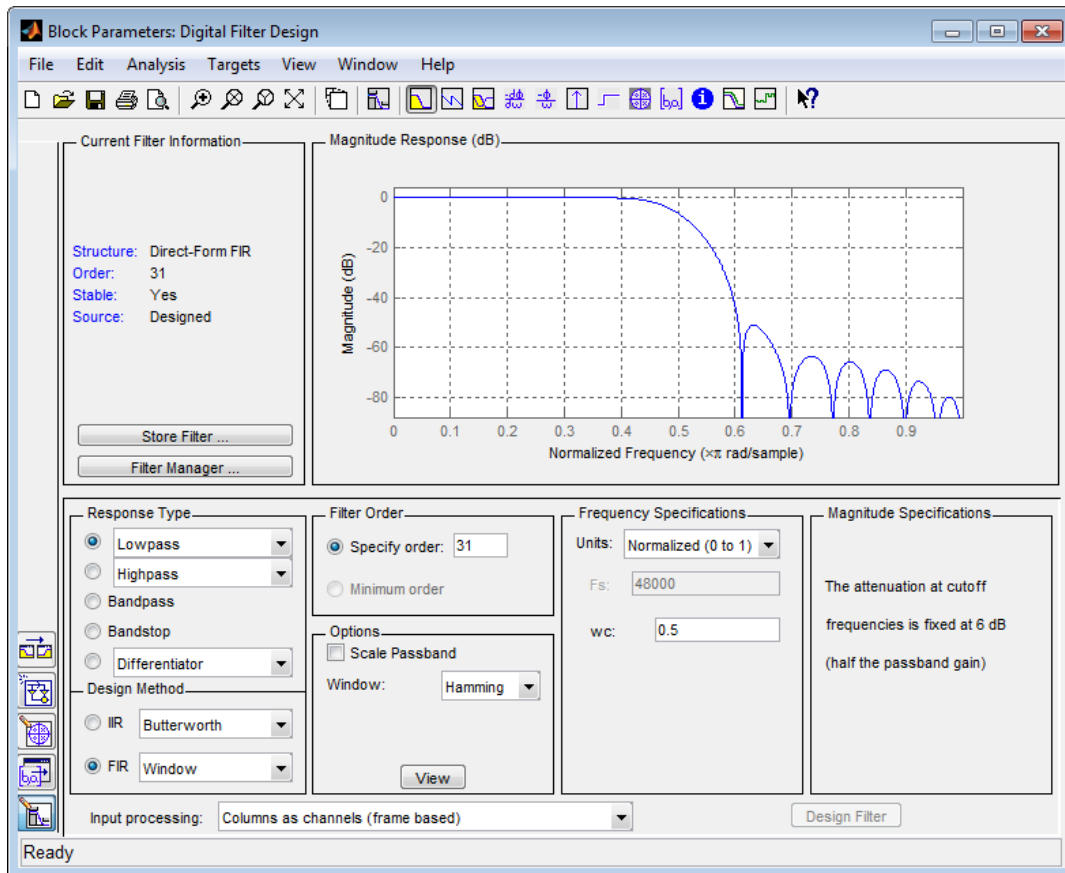 Block Parameters: Digital Filter Design
File Edit Analysis Targets View Window Help
Current Filter Information
Structure: Direct-Form FIR
Order: 31
Stable: Yes
Source: Designed
Store Filter ...
Filter Manager ...
Magnitude Response (dB)
Magnitude (dB)
0
-20
-40
-60
-80
0 0.1 0.2 0.3 0.4 0.5 0.6 0.7 0.8 0.9
Normalized Frequency (×π rad/sample)
Response Type
Lowpass
Highpass
Bandpass
Bandstop
Differentiator
Design Method
IIR Butterworth
FIR Window
Filter Order
Specify order: 31
Minimum order
Options
Scale Passband
Window: Hamming
View
Frequency Specifications
Units: Normalized (0 to 1)
Fs: 48000
wc: 0.5
Magnitude Specifications
The attenuation at cutoff
frequencies is fixed at 6 dB
(half the passband gain)
Input processing: Columns as channels (frame based)
Design Filter
Ready